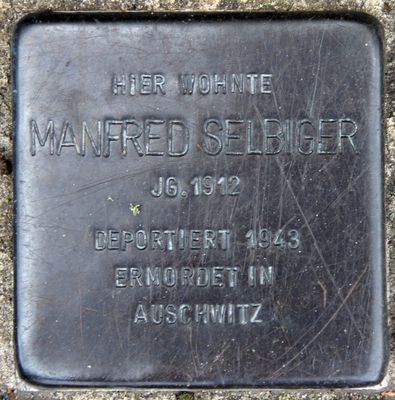 HIER WOHNTE
MANFRED SELBIGER
JG. 1912
DEPORTIERT 1943
ERMORDET IN
AUSCHWITZ